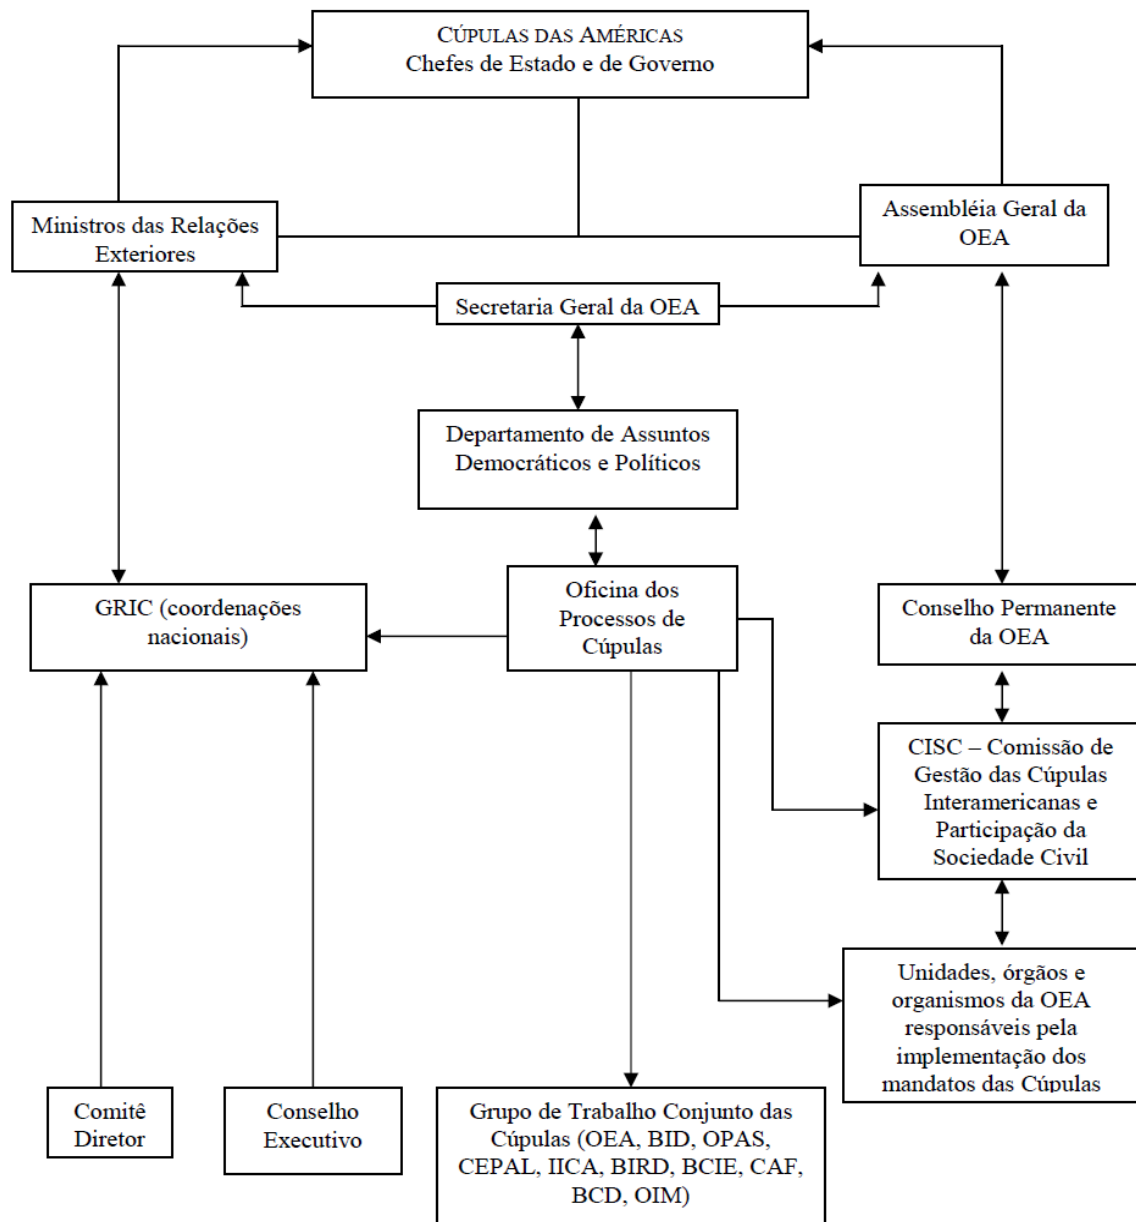 CÚPULAS DAS AMÉRICAS
Chefes de Estado e de Governo
Ministros das Relações
Exteriores
Assembléia Geral da
OEA
Secretaria Geral da OEA
Departamento de Assuntos
Democráticos e Políticos
GRIC (coordenações
nacionais)
Oficina dos
Processos de
Cúpulas
Conselho Permanente
da OEA
CISC – Comissão de
Gestão das Cúpulas
Interamericanas e
Participação da
Sociedade Civil
Unidades, órgãos e
organismos da OEA
responsáveis pela
implementação dos
mandatos das Cúpulas
Comitê
Diretor
Conselho
Executivo
Grupo de Trabalho Conjunto das
Cúpulas (OEA, BID, OPAS,
CEPAL, IICA, BIRD, BCIE, CAF,
BCD, OIM)